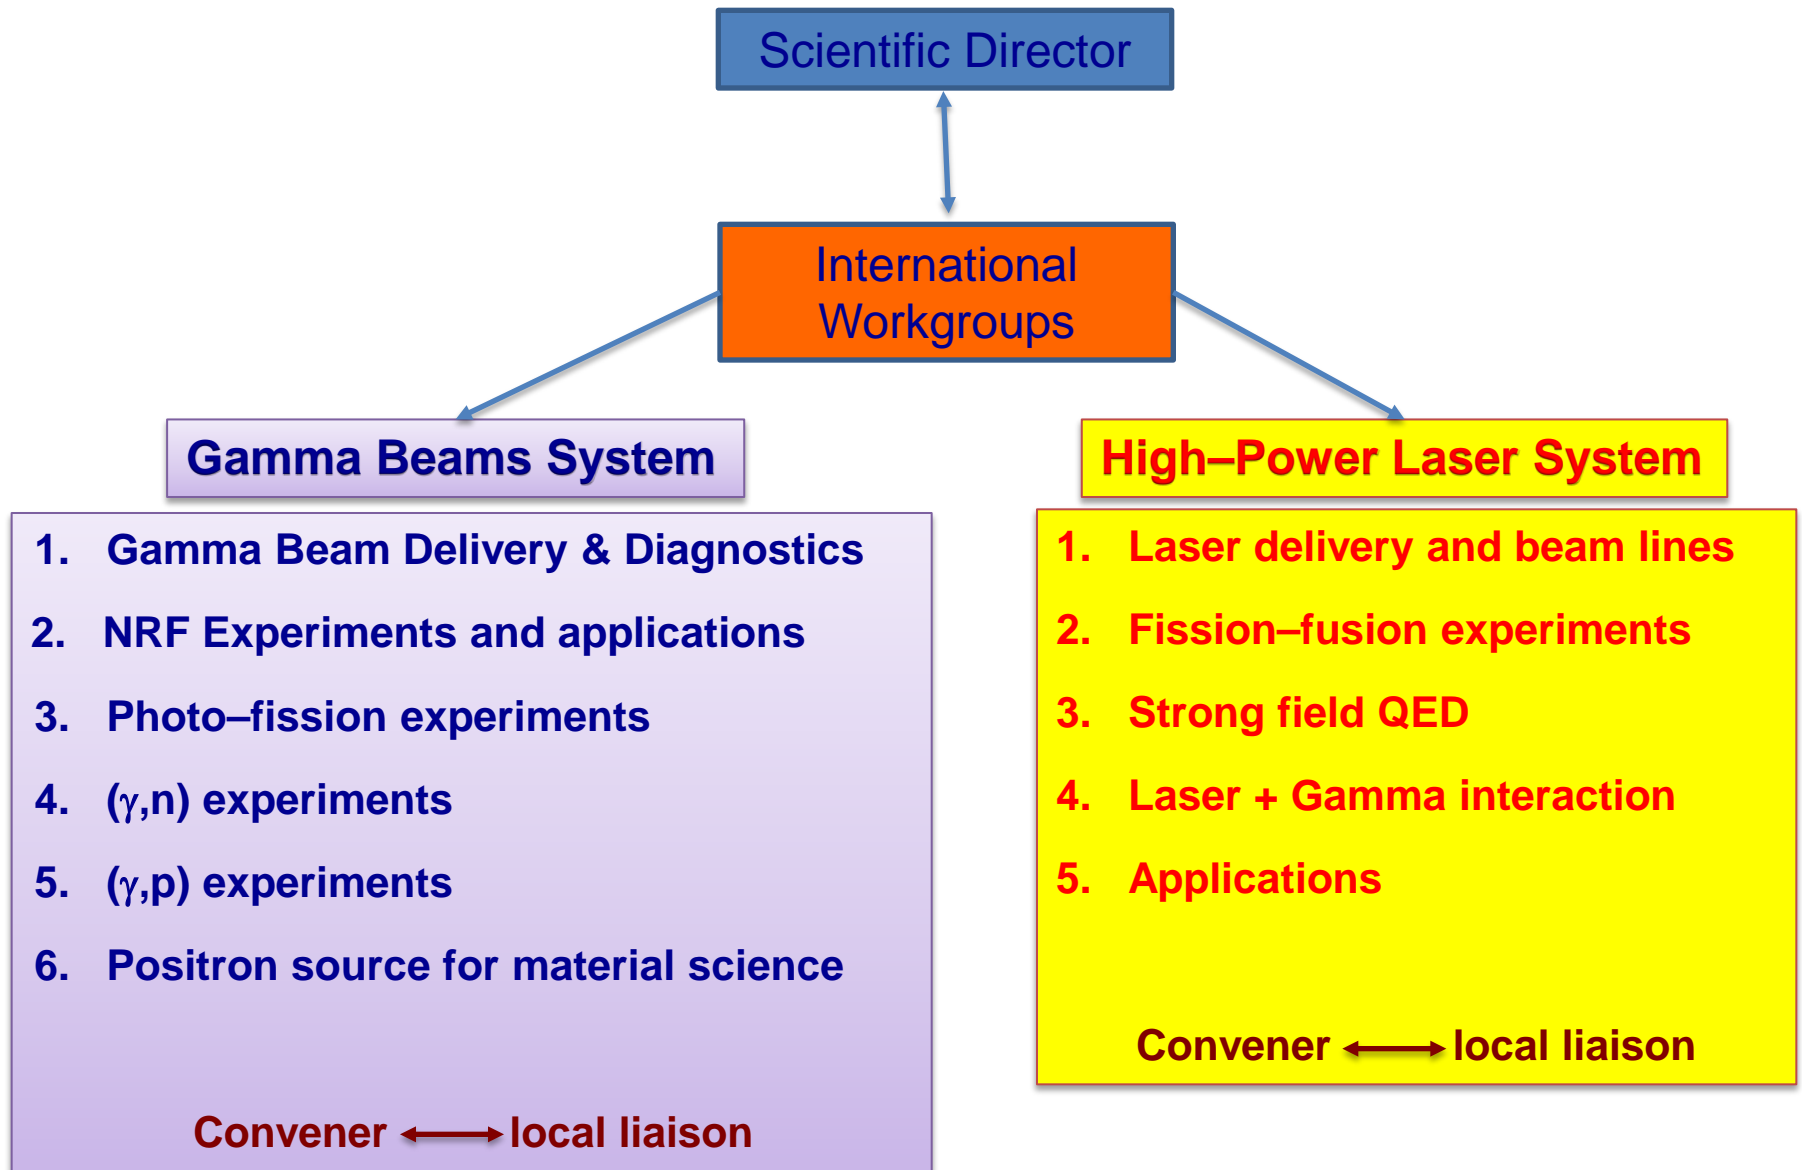 Scientific Director
International
Workgroups
Gamma Beams System
1. Gamma Beam Delivery & Diagnostics
2. NRF Experiments and applications
3. Photo–fission experiments
4. (γ,n) experiments
5. (γ,p) experiments
6. Positron source for material science
Convener ⟷ local liaison
High–Power Laser System
1. Laser delivery and beam lines
2. Fission–fusion experiments
3. Strong field QED
4. Laser + Gamma interaction
5. Applications
Convener ⟷ local liaison